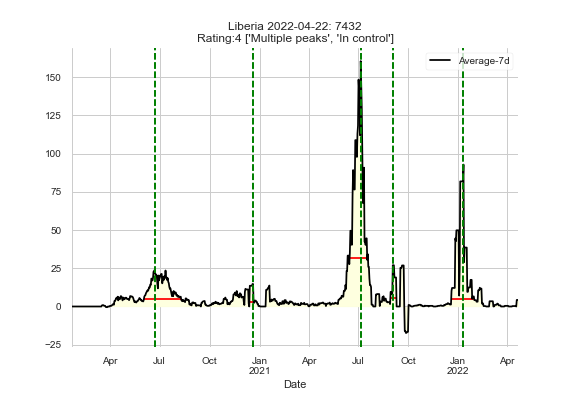 Liberia 2022-04-22: 7432
Rating:4 ['Multiple peaks', 'In control']
Average-7d
150
125
100
75
50
25
0
−25
Apr
Jul
Oct
Jan
2021
Apr
Jul
Oct
Jan
2022
Apr
Date